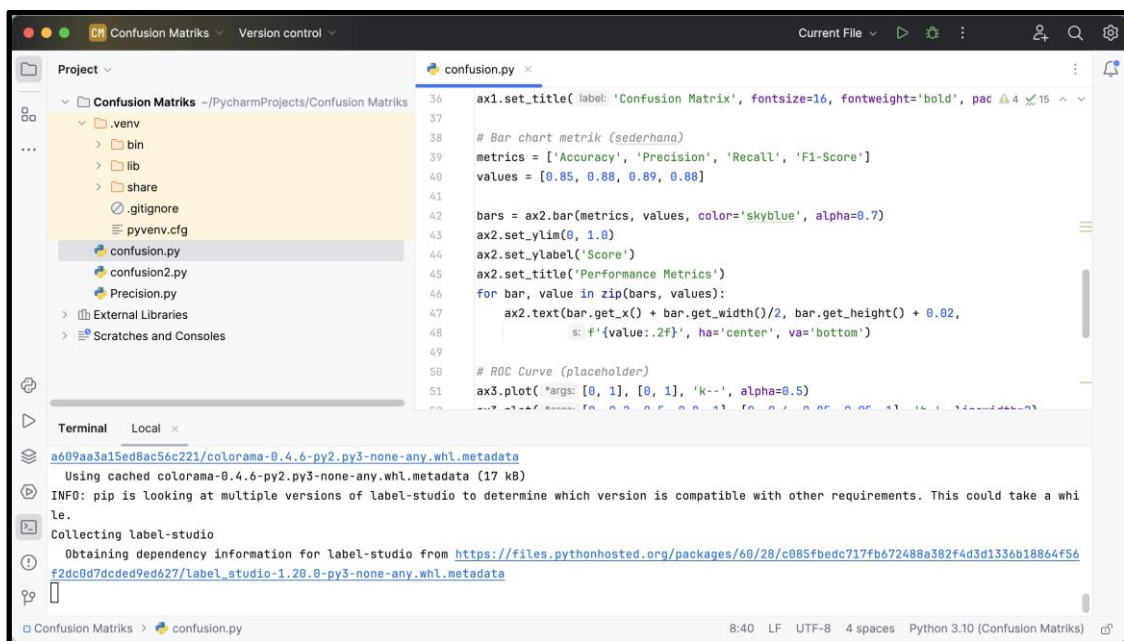 CM Confusion Matriks Version control Current File
Project
Confusion Matriks ~/PycharmProjects/Confusion Matriks
.venv
bin
lib
share
.gitignore
pyvenv.cfg
confusion.py
confusion2.py
Precision.py
External Libraries
Scratches and Consoles
confusion.py
4 15
36 ax1.set_title( label: 'Confusion Matrix', fontsize=16, fontweight='bold', pad
37
38 # Bar chart metrik (sederhana)
39 metrics = ['Accuracy', 'Precision', 'Recall', 'F1-Score']
40 values = [0.85, 0.88, 0.89, 0.88]
41
42 bars = ax2.bar(metrics, values, color='skyblue', alpha=0.7)
43 ax2.set_ylim(0, 1.0)
44 ax2.set_ylabel('Score')
45 ax2.set_title('Performance Metrics')
46 for bar, value in zip(bars, values):
47 ax2.text(bar.get_x() + bar.get_width()/2, bar.get_height() + 0.02,
48 s: f'{value:.2f}', ha='center', va='bottom')
49
50 # ROC Curve (placeholder)
51 ax3.plot( *args: [0, 1], [0, 1], 'k--', alpha=0.5)
Terminal Local
a609aa3a15ed8ac56c221/colorama-0.4.6-py2.py3-none-any.whl.metadata
Using cached colorama-0.4.6-py2.py3-none-any.whl.metadata (17 kB)
INFO: pip is looking at multiple versions of label-studio to determine which version is compatible with other requirements. This could take a whi
le.
Collecting label-studio
Obtaining dependency information for label-studio from https://files.pythonhosted.org/packages/60/28/c085fbedc717fb672488a382f4d3d1336b18864f56
f2dc0d7dcded9ed627/label_studio-1.20.0-py3-none-any.whl.metadata
Confusion Matriks > confusion.py 8:40 LF UTF-8 4 spaces Python 3.10 (Confusion Matriks)